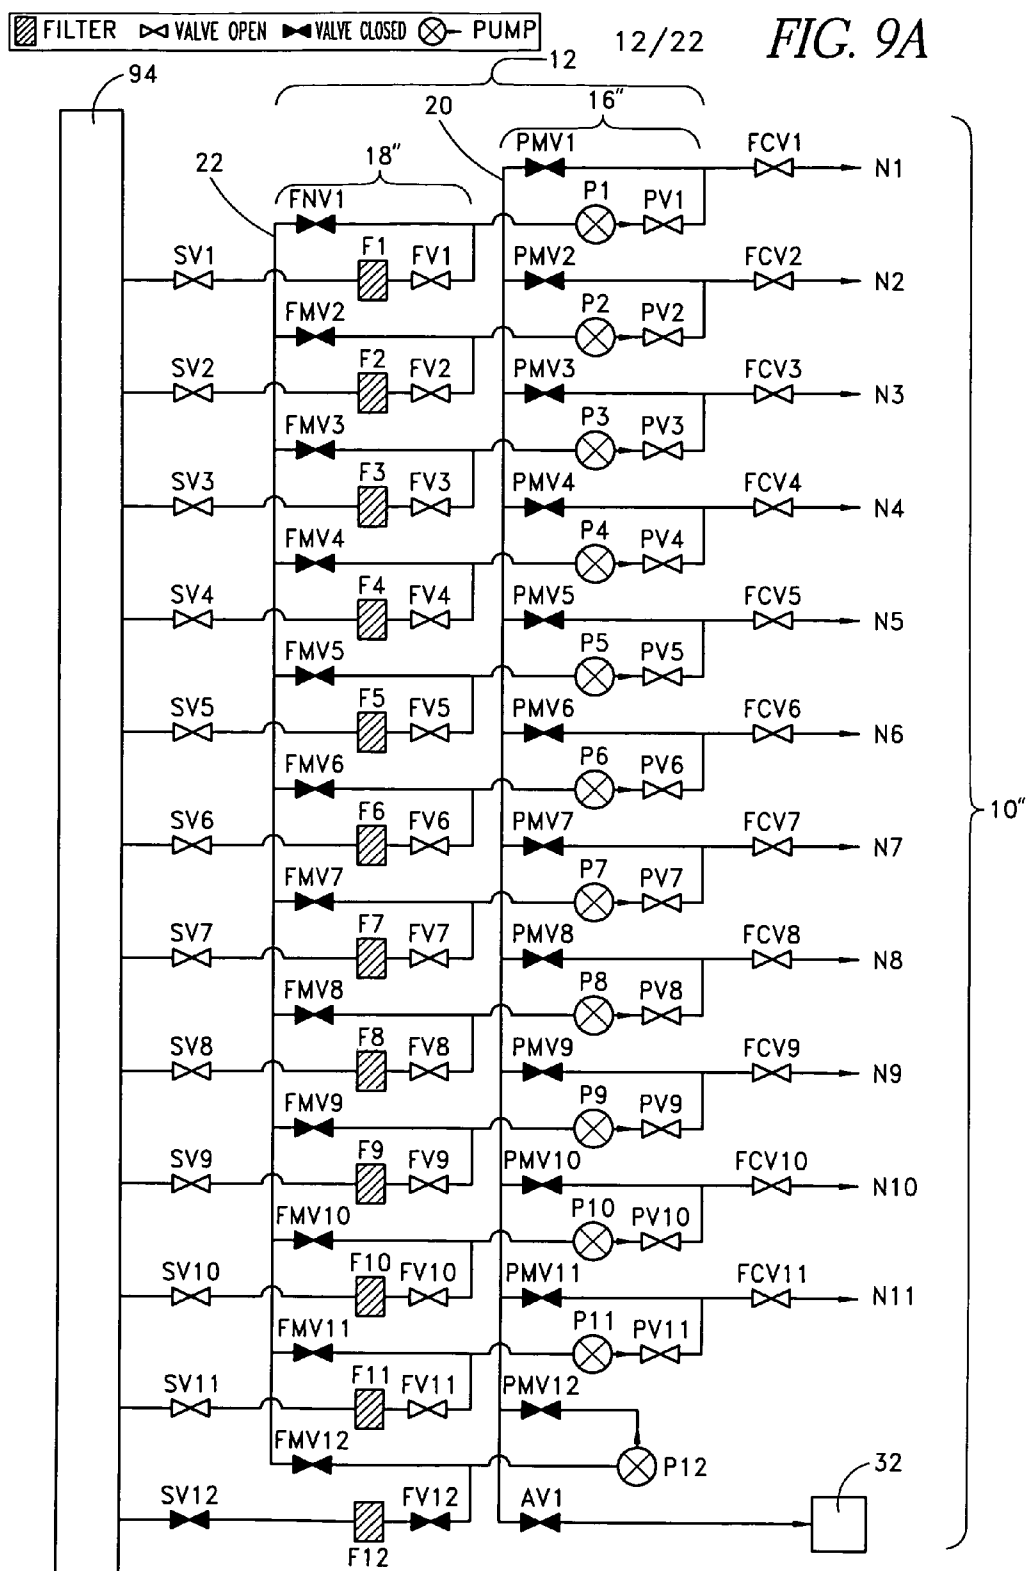 FILTER VALVE OPEN VALVE CLOSED PUMP
12/22
FIG. 9A
94
12
20
16"
22
18"
PMV1 FCV1 N1
FNV1 P1 PV1
SV1 F1 FV1 PMV2 FCV2 N2
FMV2 P2 PV2
SV2 F2 FV2 PMV3 FCV3 N3
FMV3 P3 PV3
SV3 F3 FV3 PMV4 FCV4 N4
FMV4 P4 PV4
SV4 F4 FV4 PMV5 FCV5 N5
FMV5 P5 PV5
SV5 F5 FV5 PMV6 FCV6 N6
FMV6 P6 PV6
10"
SV6 F6 FV6 PMV7 FCV7 N7
FMV7 P7 PV7
SV7 F7 FV7 PMV8 FCV8 N8
FMV8 P8 PV8
SV8 F8 FV8 PMV9 FCV9 N9
FMV9 P9 PV9
SV9 F9 FV9 PMV10 FCV10 N10
FMV10 P10 PV10
SV10 F10 FV10 PMV11 FCV11 N11
FMV11 P11 PV11
SV11 F11 FV11 PMV12
FMV12 P12
32
SV12 FV12 AV1
F12